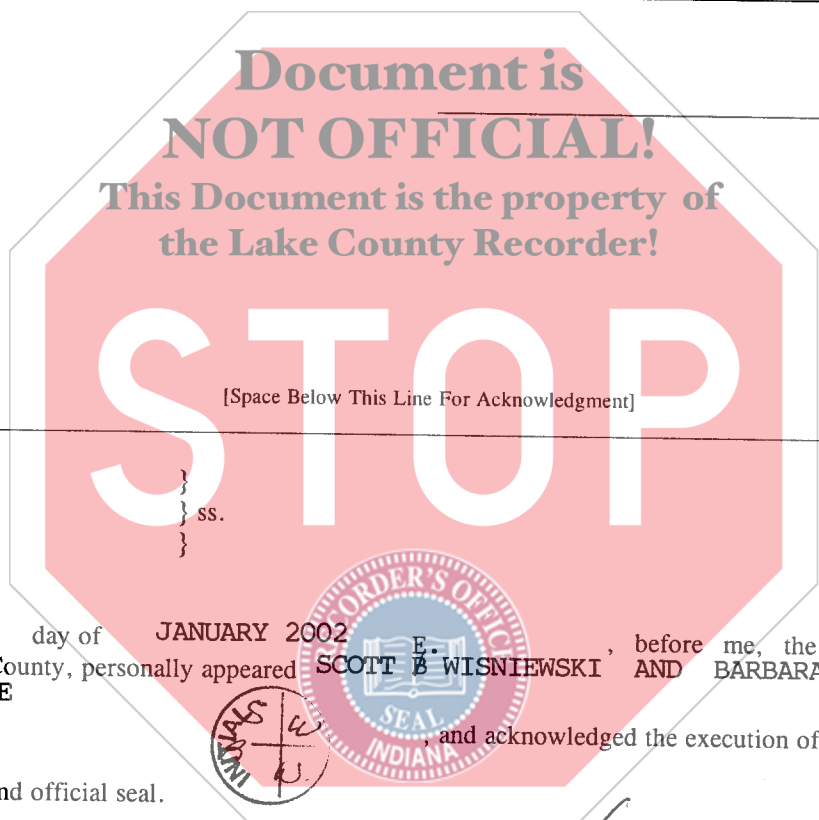 Document is
NOT OFFICIAL!
This Document is the property of
the Lake County Recorder!
STOP
[Space Below This Line For Acknowledgment]
}
} ss.
}
RECORDER'S OFFICE
day of JANUARY 2002 E. , before me, the
County, personally appeared SCOTT B WISNIEWSKI AND BARBARA
E
SEAL
INDIANA
INITIALS
, and acknowledged the execution of
nd official seal.